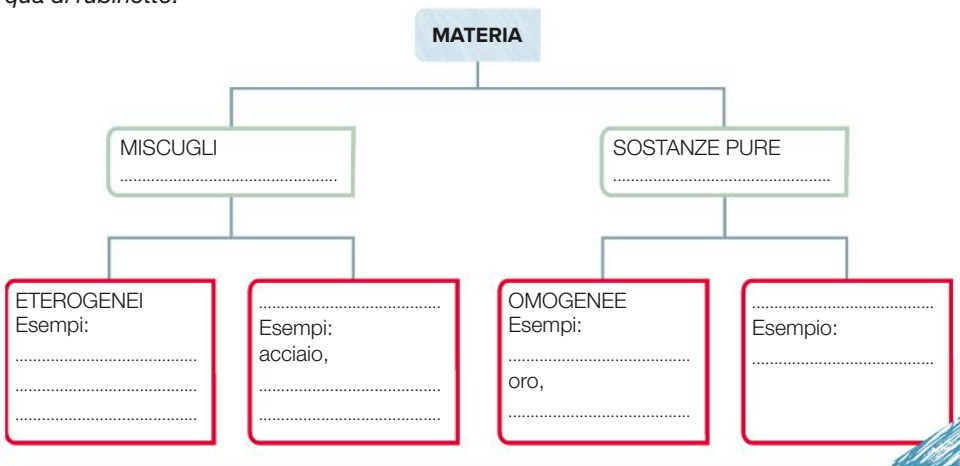 qua di rubinetto.
MATERIA
MISCUGLI
..................................................
SOSTANZE PURE
..................................................
ETEROGENEI
Esempi:
.........................................
.........................................
.........................................
.........................................
Esempi:
acciaio,
.........................................
.........................................
OMOGENEE
Esempi:
.........................................
oro,
.........................................
.........................................
Esempio:
.........................................